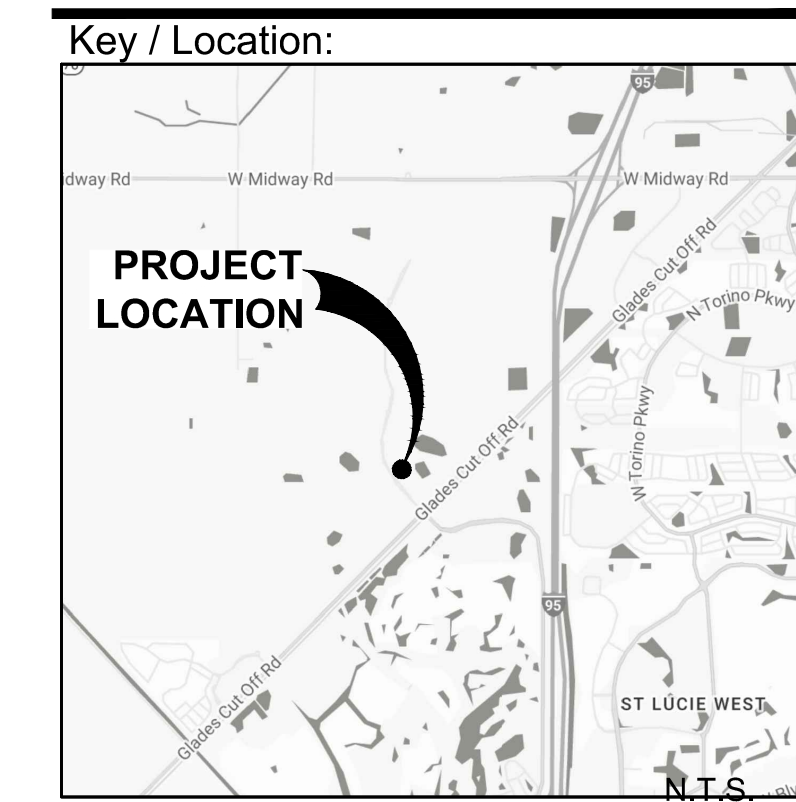 Key / Location:
95
idway Rd
W Midway Rd
W Midway Rd
PROJECT
LOCATION
Glades Cut Off Rd
N Torino Pkwy
W Torino Pkwy
Glades Cut Off Rd
95
Glades Cut Off Rd
ST LUCIE WEST
N.T.S.